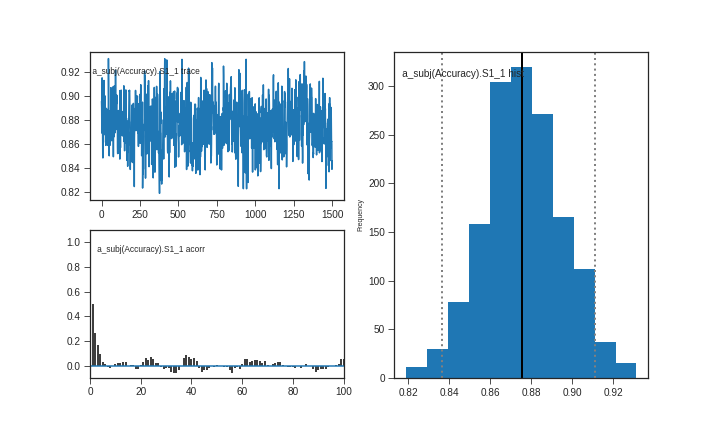 a_subj(Accuracy).S1_1 trace
0.92
0.90
0.88
0.86
0.84
0.82
0 250 500 750 1000 1250 1500
a_subj(Accuracy).S1_1 acorr
1.0
0.8
0.6
0.4
0.2
0.0
0 20 40 60 80 100
a_subj(Accuracy).S1_1 hist
Frequency
300
250
200
150
100
50
0
0.82 0.84 0.86 0.88 0.90 0.92